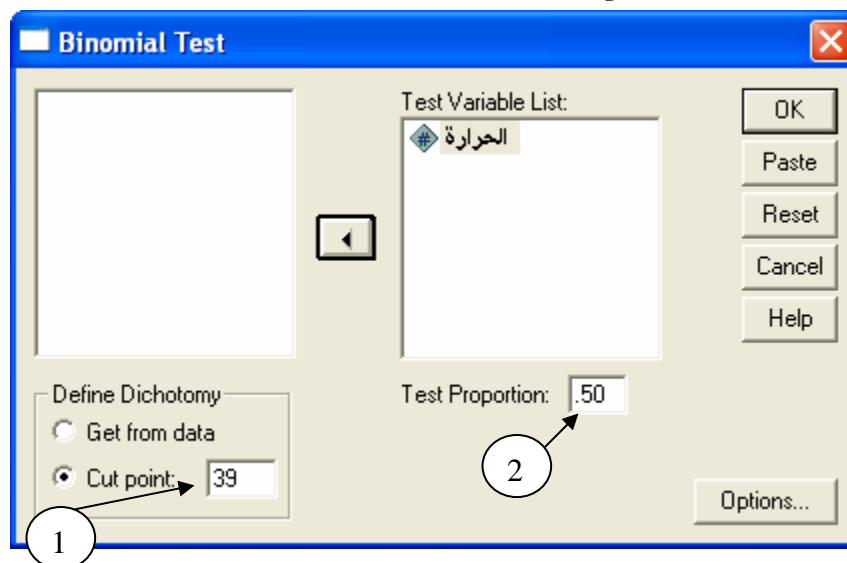 Binomial Test
Test Variable List:
الحرارة
OK
Paste
Reset
Cancel
Help
Define Dichotomy
Get from data
Cut point: 39
Test Proportion: .50
Options...
1
2